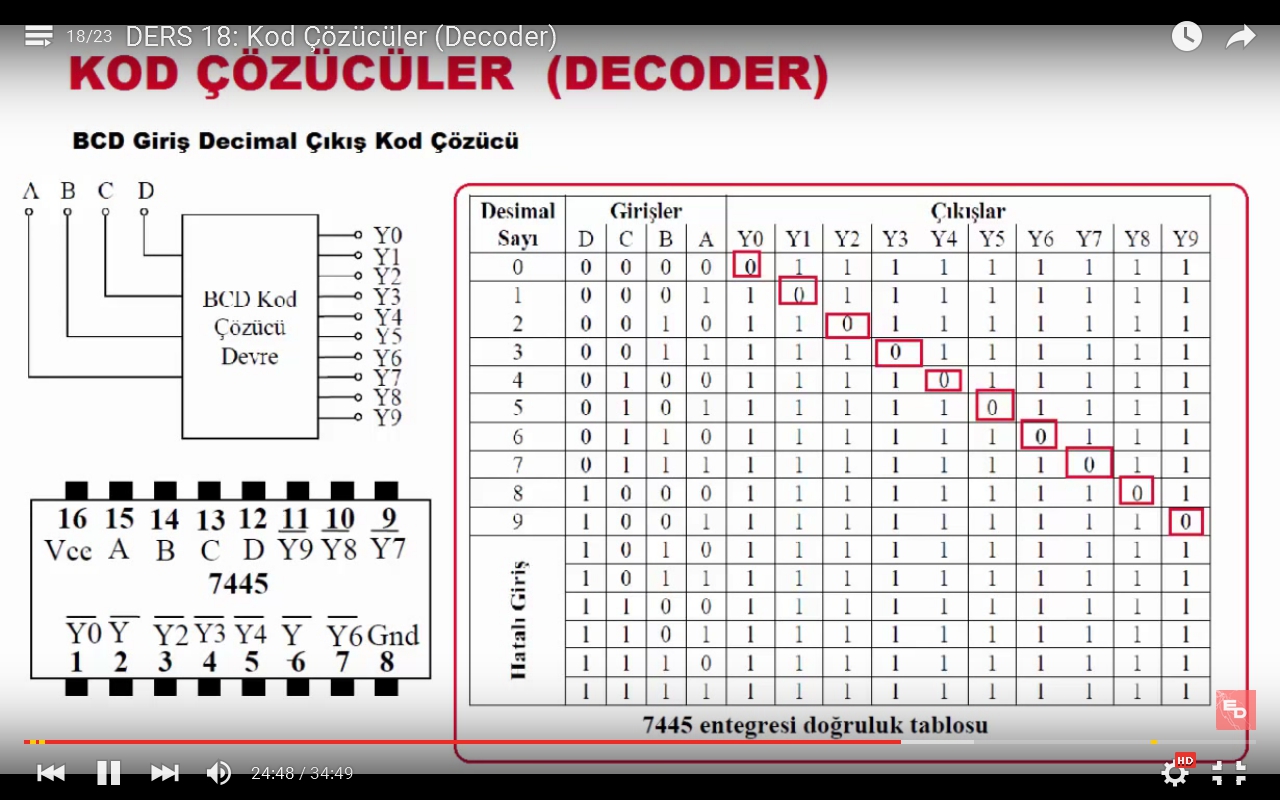 18/23 DERS 18: Kod Çözücüler (Decoder)
KOD ÇÖZÜCÜLER (DECODER)
BCD Giriş Decimal Çıkış Kod Çözücü
A B C D
BCD Kod
Çözücü
Devre
Y0
Y1
Y2
Y3
Y4
Y5
Y6
Y7
Y8
Y9
16 15 14 13 12 11 10 9
Vcc A B C D Y9 Y8 Y7
7445
Y0 Y Y2 Y3 Y4 Y Y6 Gnd
1 2 3 4 5 -6 7 8
Desimal Girişler Çıkışlar
Sayı D C B A Y0 Y1 Y2 Y3 Y4 Y5 Y6 Y7 Y8 Y9
0 0 0 0 0 0 1 1 1 1 1 1 1 1 1
1 0 0 0 1 1 0 1 1 1 1 1 1 1 1
2 0 0 1 0 1 1 0 1 1 1 1 1 1 1
3 0 0 1 1 1 1 1 0 1 1 1 1 1 1
4 0 1 0 0 1 1 1 1 0 1 1 1 1 1
5 0 1 0 1 1 1 1 1 1 0 1 1 1 1
6 0 1 1 0 1 1 1 1 1 1 0 1 1 1
7 0 1 1 1 1 1 1 1 1 1 1 0 1 1
8 1 0 0 0 1 1 1 1 1 1 1 1 0 1
9 1 0 0 1 1 1 1 1 1 1 1 1 1 0
Hatalı Giriş
1 0 1 0 1 1 1 1 1 1 1 1 1 1
1 0 1 1 1 1 1 1 1 1 1 1 1 1
1 1 0 0 1 1 1 1 1 1 1 1 1 1
1 1 0 1 1 1 1 1 1 1 1 1 1 1
1 1 1 0 1 1 1 1 1 1 1 1 1 1
1 1 1 1 1 1 1 1 1 1 1 1 1 1
7445 entegresi doğruluk tablosu
ED
24:48 / 34:49
HD